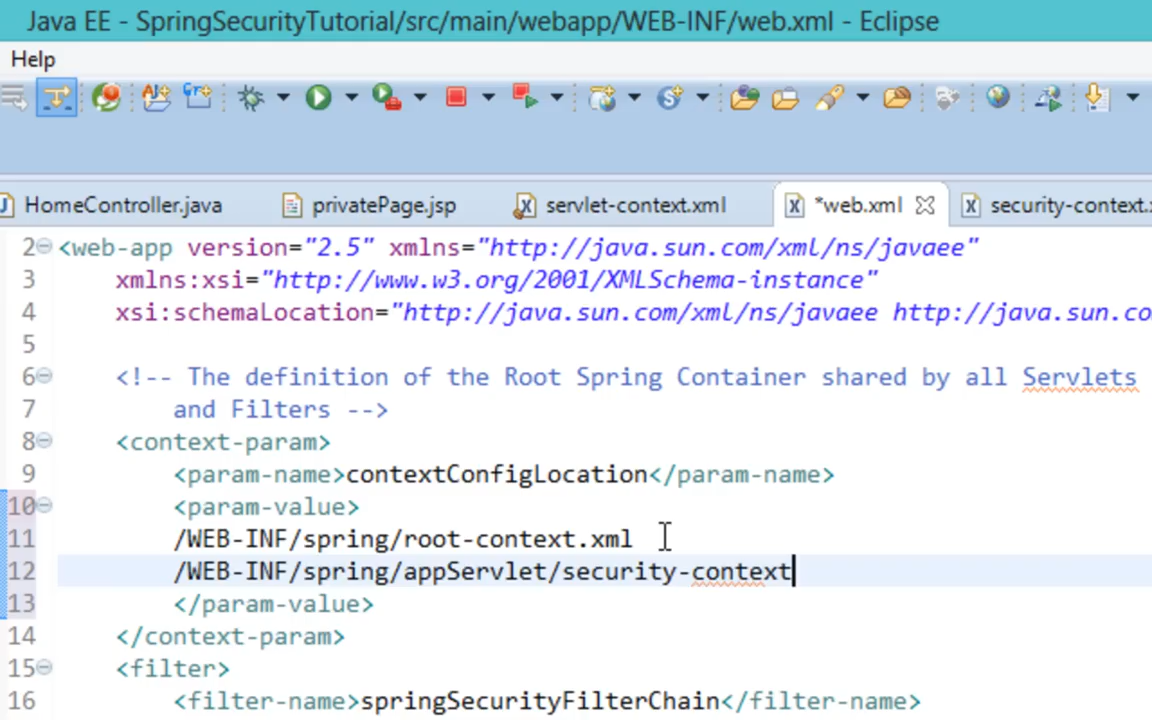 Java EE - SpringSecurityTutorial/src/main/webapp/WEB-INF/web.xml - Eclipse
Help
HomeController.java privatePage.jsp servlet-context.xml *web.xml security-context.
2 <web-app version="2.5" xmlns="http://java.sun.com/xml/ns/javaee"
3 xmlns:xsi="http://www.w3.org/2001/XMLSchema-instance"
4 xsi:schemaLocation="http://java.sun.com/xml/ns/javaee http://java.sun.co
5
6 <!-- The definition of the Root Spring Container shared by all Servlets
7 and Filters -->
8 <context-param>
9 <param-name>contextConfigLocation</param-name>
10 <param-value>
11 /WEB-INF/spring/root-context.xml
12 /WEB-INF/spring/appServlet/security-context
13 </param-value>
14 </context-param>
15 <filter>
16 <filter-name>springSecurityFilterChain</filter-name>